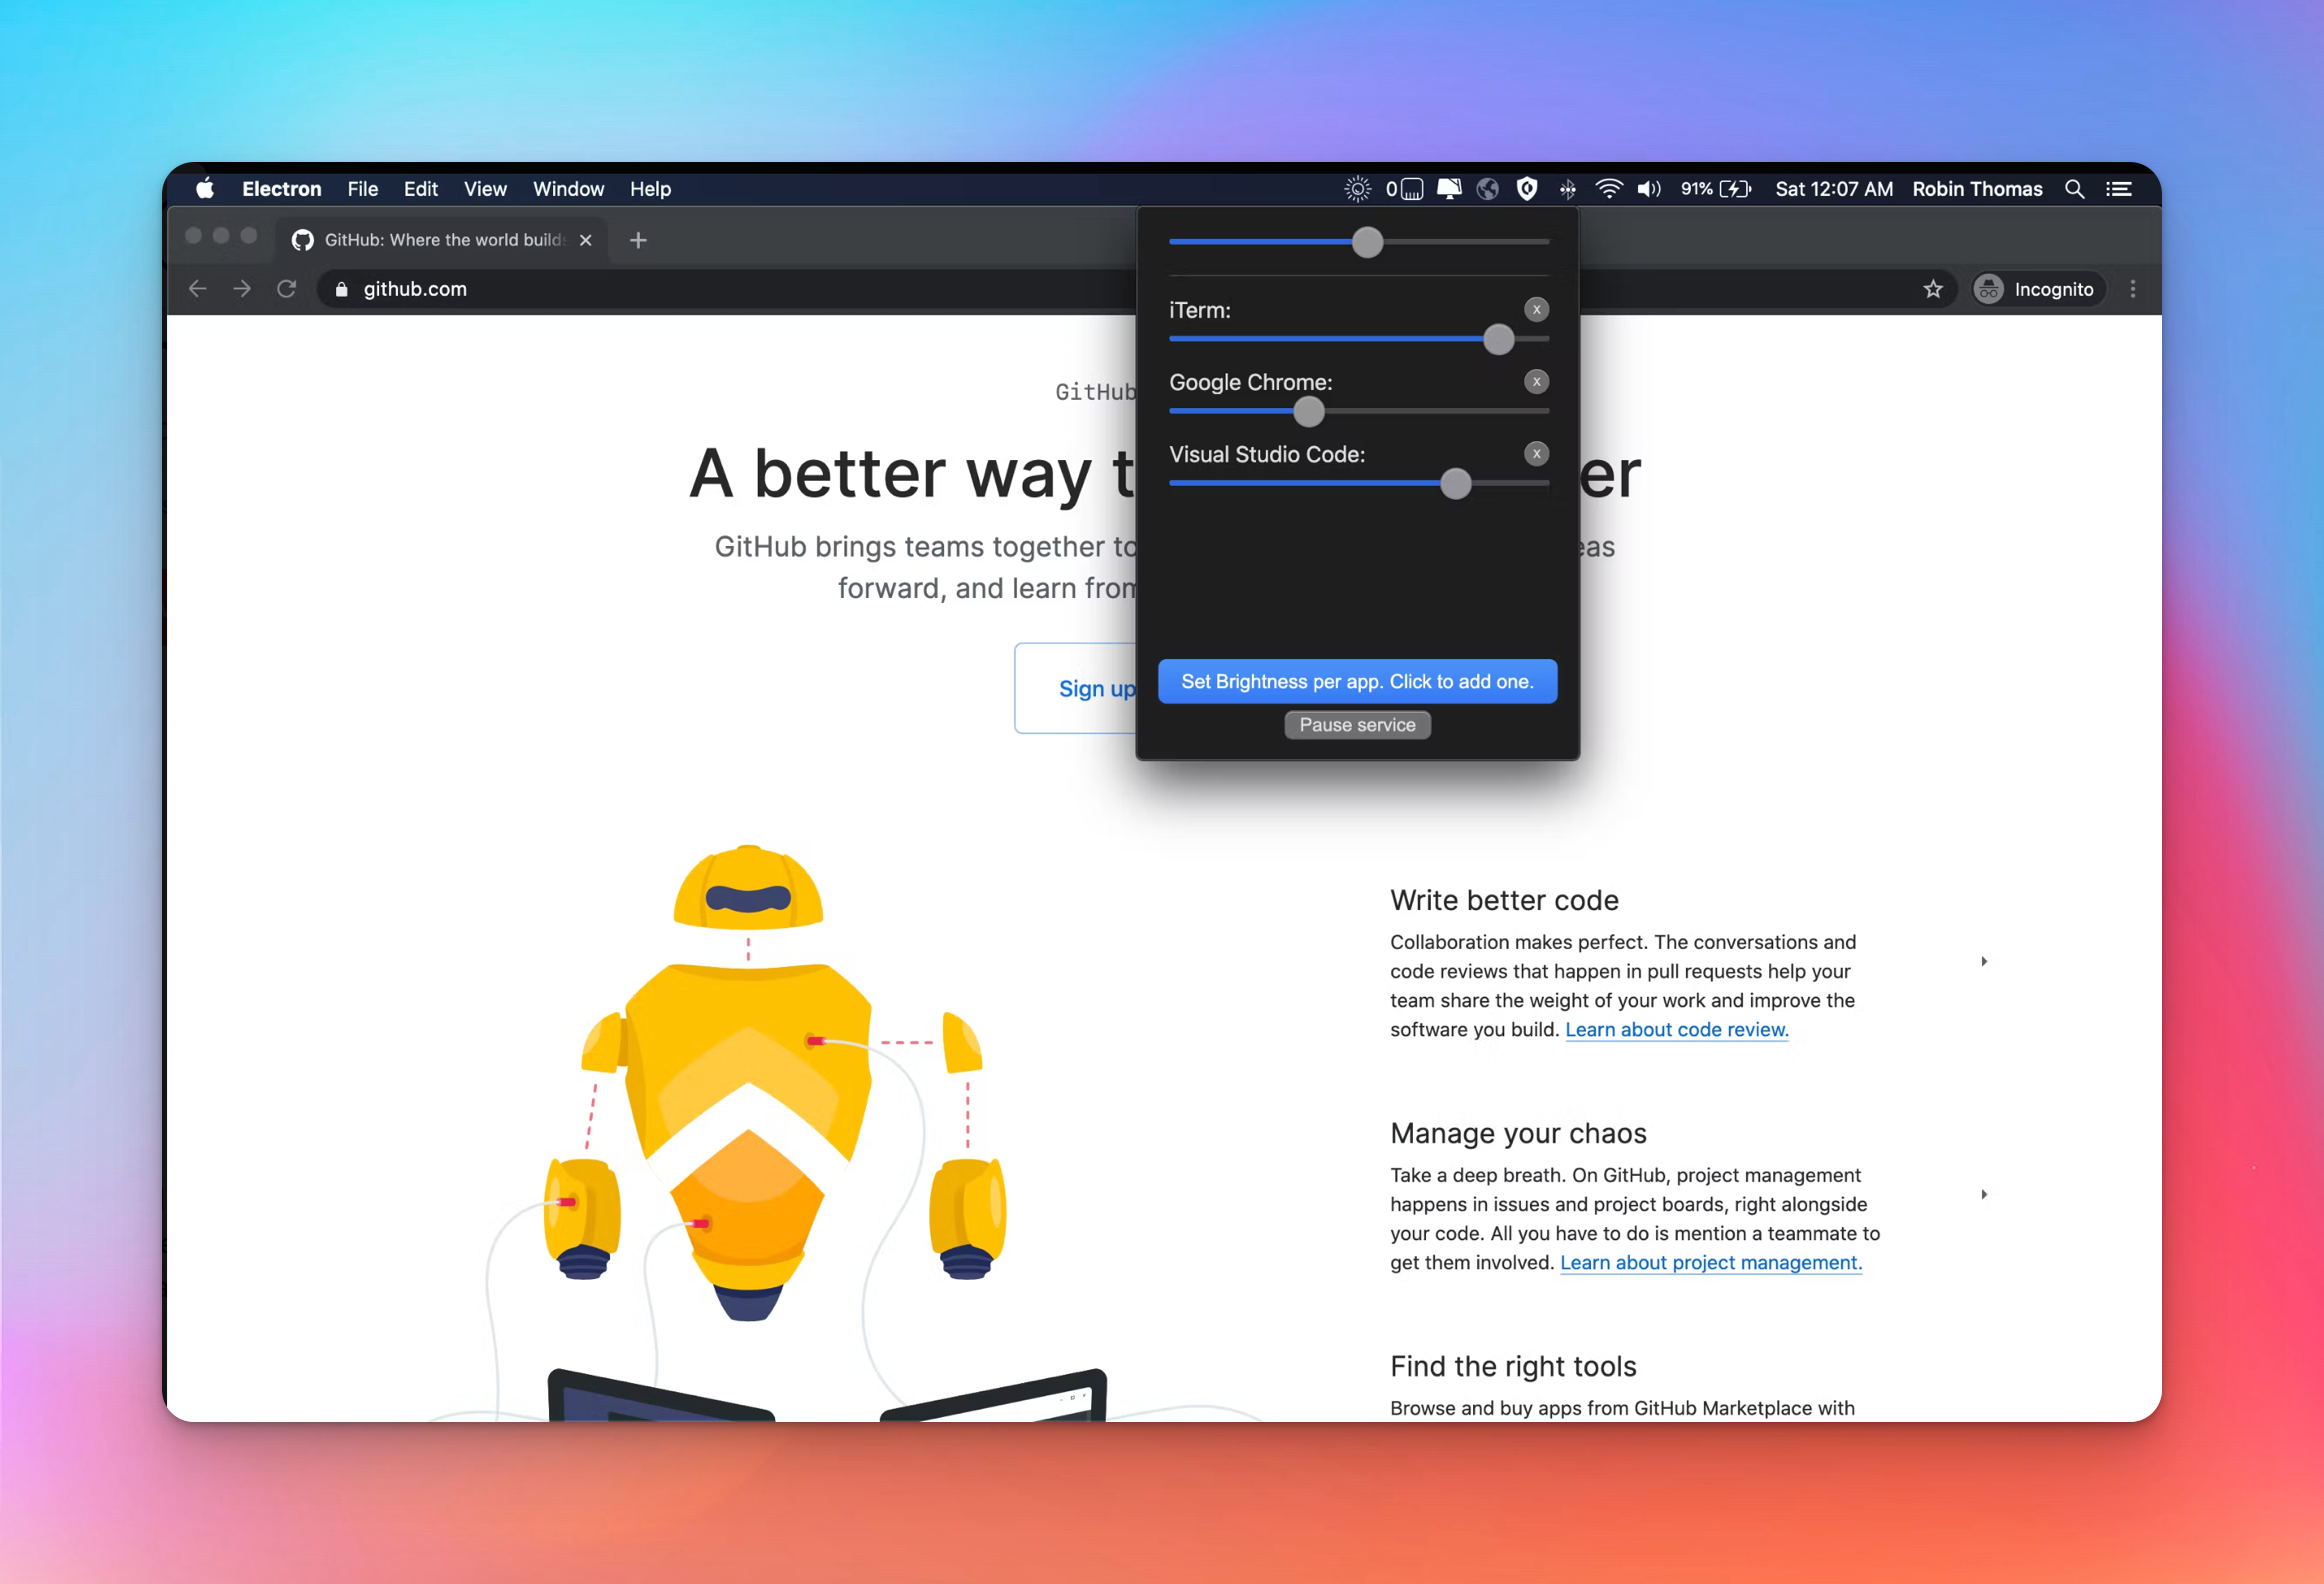 Electron File Edit View Window Help
0 91% Sat 12:07 AM Robin Thomas
GitHub: Where the world builds
github.com
Incognito
iTerm:
x
Google Chrome:
x
Visual Studio Code:
x
Set Brightness per app. Click to add one.
Pause service
GitHub
A better way t er
GitHub brings teams together to eas
forward, and learn from
Sign up
Write better code
Collaboration makes perfect. The conversations and
code reviews that happen in pull requests help your
team share the weight of your work and improve the
software you build. Learn about code review.
Manage your chaos
Take a deep breath. On GitHub, project management
happens in issues and project boards, right alongside
your code. All you have to do is mention a teammate to
get them involved. Learn about project management.
Find the right tools
Browse and buy apps from GitHub Marketplace with